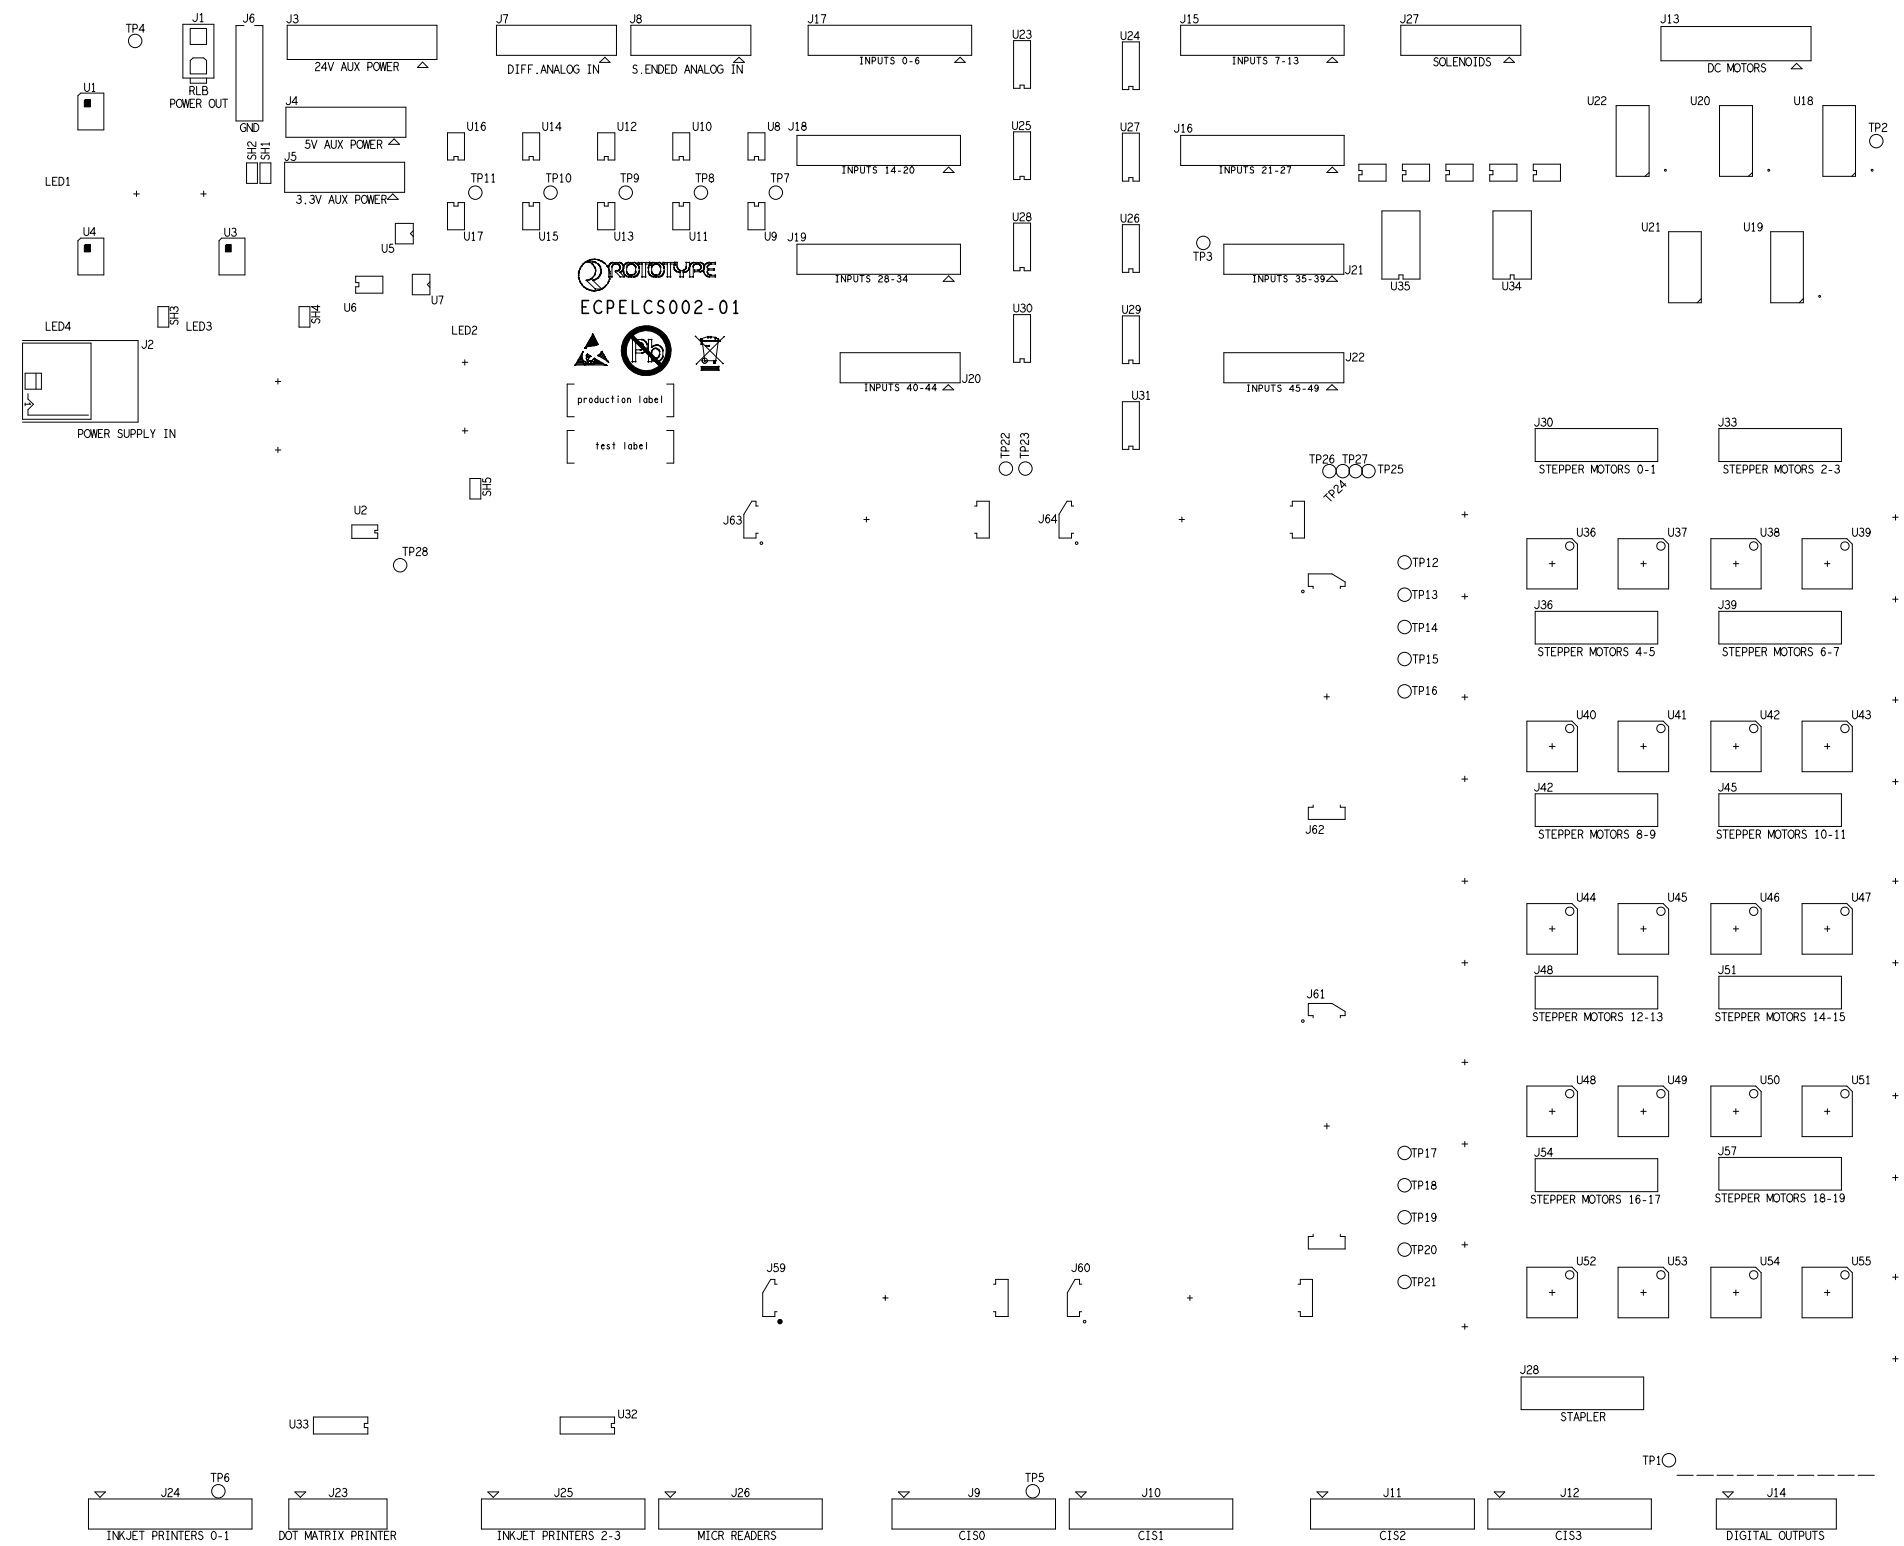 TP4
J1
J6
J3
J7
J8
J17
U23
U24
J15
J27
J13
24V AUX POWER
DIFF.ANALOG IN
S.ENDED ANALOG IN
INPUTS 0-6
INPUTS 7-13
SOLENOIDS
DC MOTORS
U1
RLB
POWER OUT
J4
U22
U20
U18
GND
U16
U14
U12
U10
U8
J18
U25
U27
J16
TP2
SH2
SH1
5V AUX POWER
J5
INPUTS 14-20
INPUTS 21-27
LED1
TP11
TP10
TP9
TP8
TP7
3.3V AUX POWER
U4
U3
U5
U17
U15
U13
U11
U9
J19
U28
U26
TP3
U21
U19
ROTOTYPE
INPUTS 28-34
INPUTS 35-39
J21
U35
U34
U6
U7
ECPELCS002-01
U30
U29
LED4
SH3
LED3
SH4
LED2
J2
Pb
J20
J22
1
INPUTS 40-44
INPUTS 45-49
production label
U31
POWER SUPPLY IN
test label
TP22
TP23
J30
J33
TP26
TP27
TP25
TP24
STEPPER MOTORS 0-1
STEPPER MOTORS 2-3
SH5
U2
J63
J64
TP28
U36
U37
U38
U39
TP12
TP13
J36
J39
TP14
STEPPER MOTORS 4-5
STEPPER MOTORS 6-7
TP15
TP16
U40
U41
U42
U43
J42
J45
J62
STEPPER MOTORS 8-9
STEPPER MOTORS 10-11
U44
U45
U46
U47
J48
J51
J61
STEPPER MOTORS 12-13
STEPPER MOTORS 14-15
U48
U49
U50
U51
TP17
J54
J57
TP18
STEPPER MOTORS 16-17
STEPPER MOTORS 18-19
TP19
TP20
J59
J60
U52
U53
U54
U55
TP21
J28
STAPLER
U33
U32
TP1
TP6
TP5
J24
J23
J25
J26
J9
J10
J11
J12
J14
INKJET PRINTERS 0-1
DOT MATRIX PRINTER
INKJET PRINTERS 2-3
MICR READERS
CIS0
CIS1
CIS2
CIS3
DIGITAL OUTPUTS